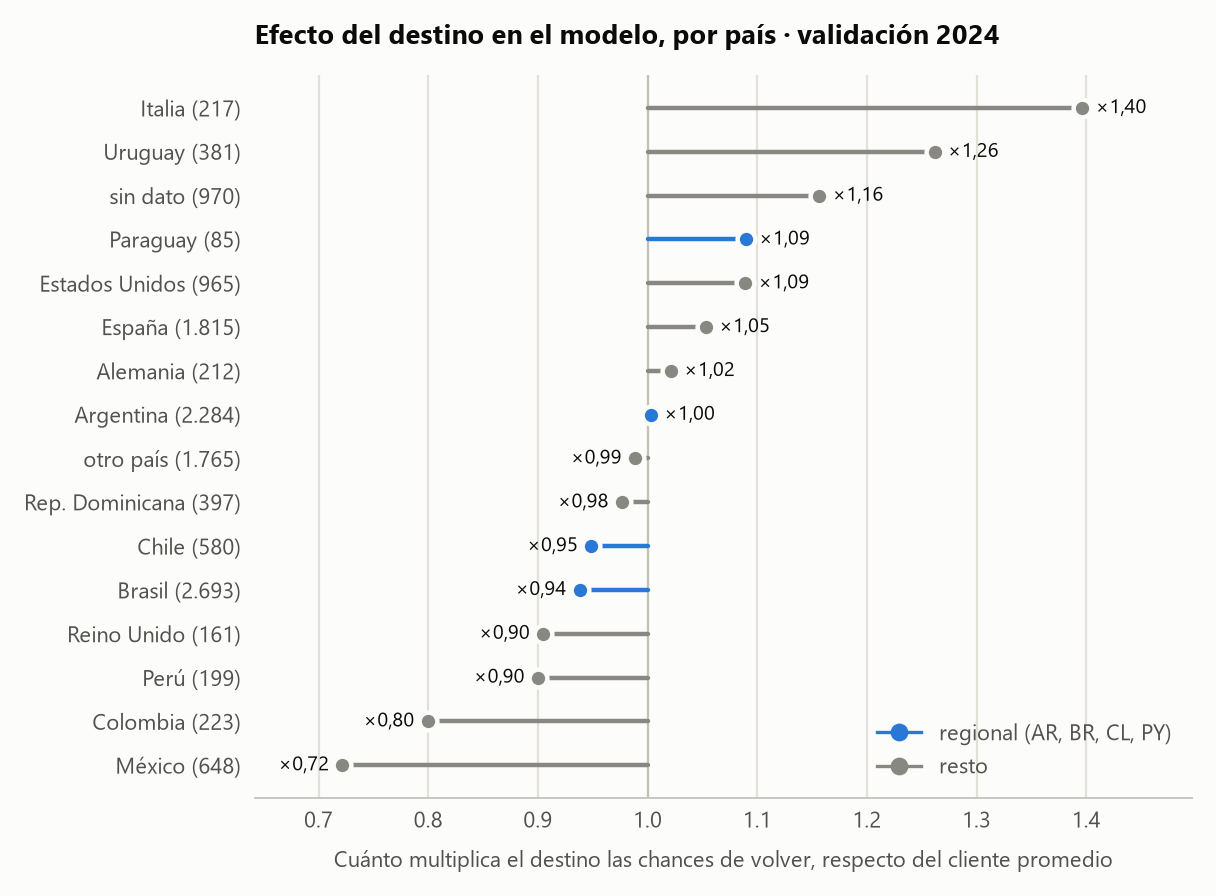 Efecto del destino en el modelo, por país · validación 2024
Italia (217) ×1,40
Uruguay (381) ×1,26
sin dato (970) ×1,16
Paraguay (85) ×1,09
Estados Unidos (965) ×1,09
España (1.815) ×1,05
Alemania (212) ×1,02
Argentina (2.284) ×1,00
otro país (1.765) ×0,99
Rep. Dominicana (397) ×0,98
Chile (580) ×0,95
Brasil (2.693) ×0,94
Reino Unido (161) ×0,90
Perú (199) ×0,90
Colombia (223) ×0,80
México (648) ×0,72
regional (AR, BR, CL, PY)
resto
0.7 0.8 0.9 1.0 1.1 1.2 1.3 1.4
Cuánto multiplica el destino las chances de volver, respecto del cliente promedio